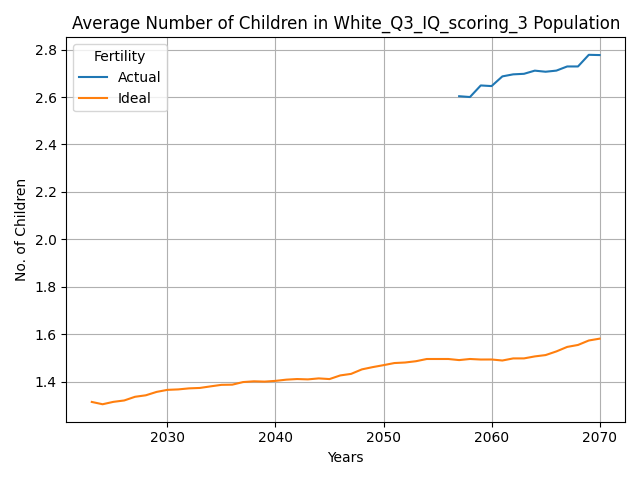 Average Number of Children in White_Q3_IQ_scoring_3 Population
Fertility
Actual
Ideal
No. of Children
2.8
2.6
2.4
2.2
2.0
1.8
1.6
1.4
2030 2040 2050 2060 2070
Years